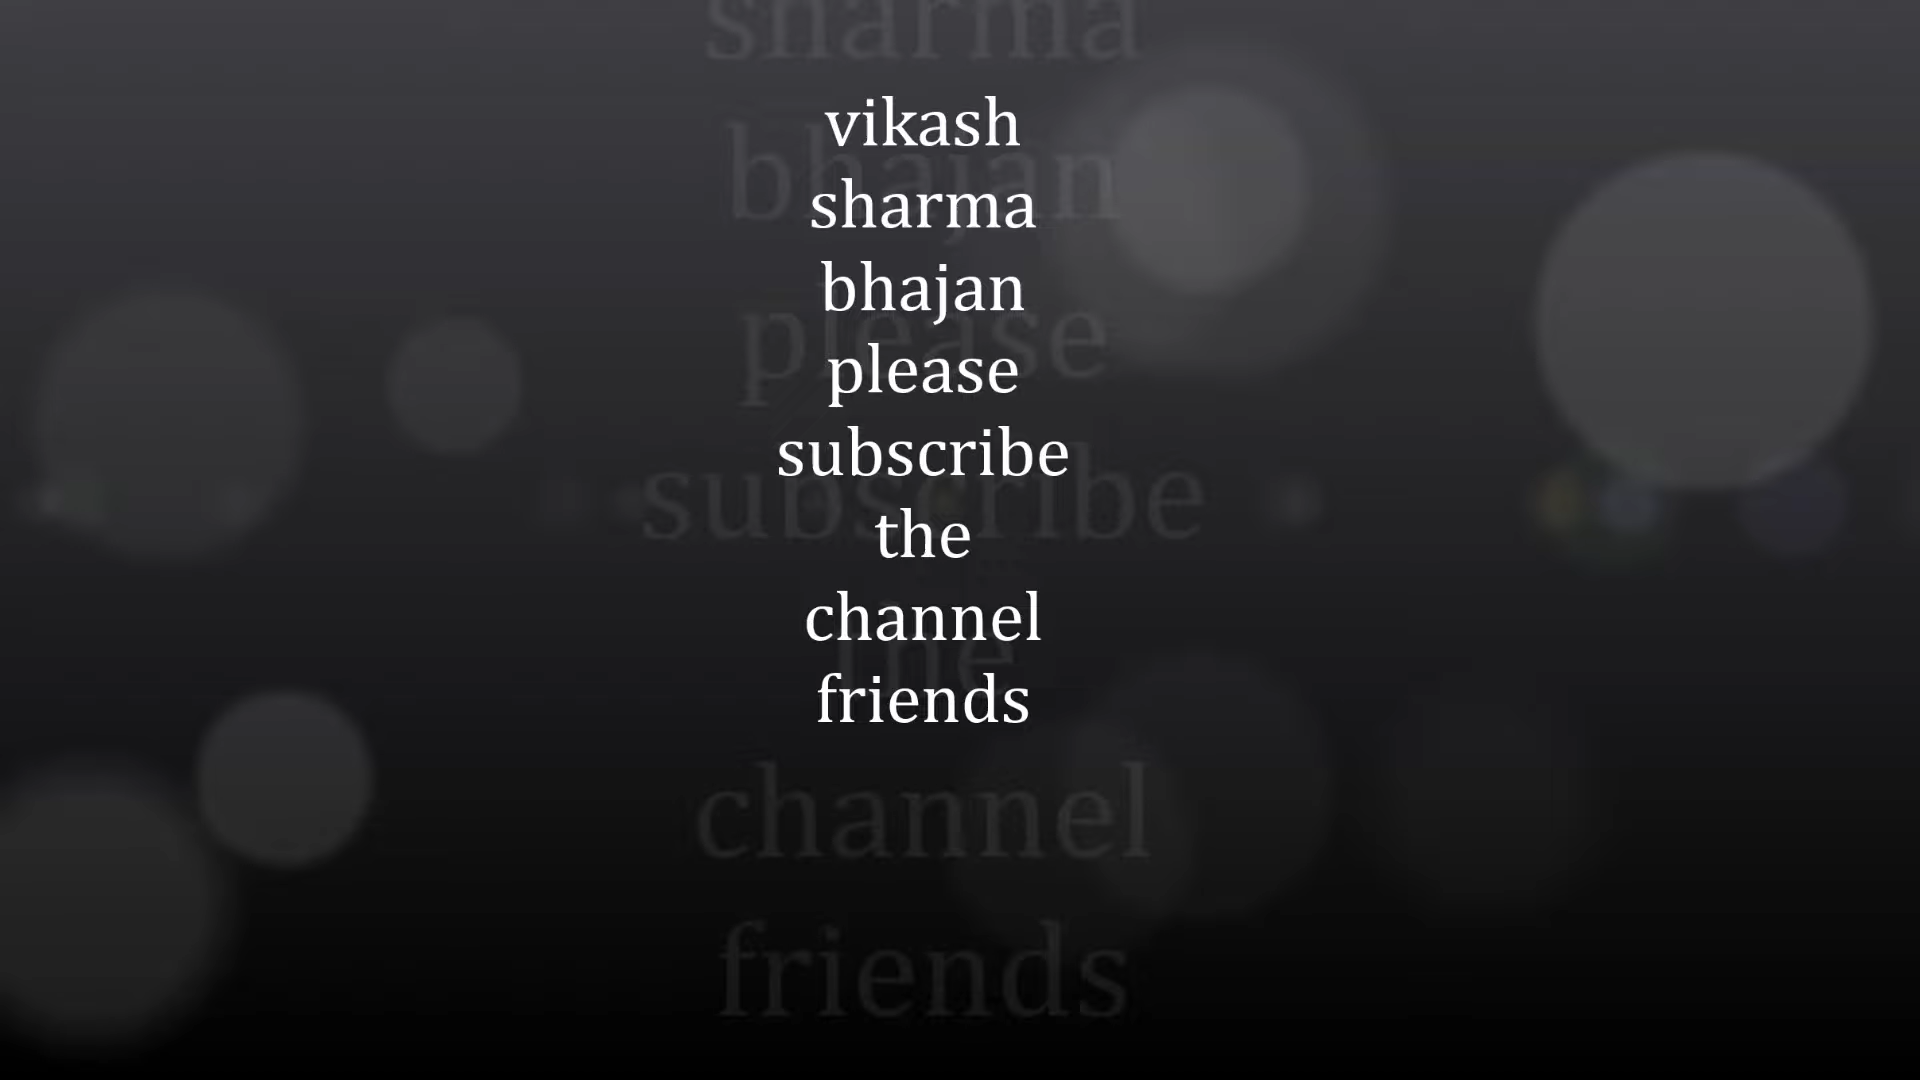 vikash
sharma
bhajan
please
subscribe
the
channel
friends